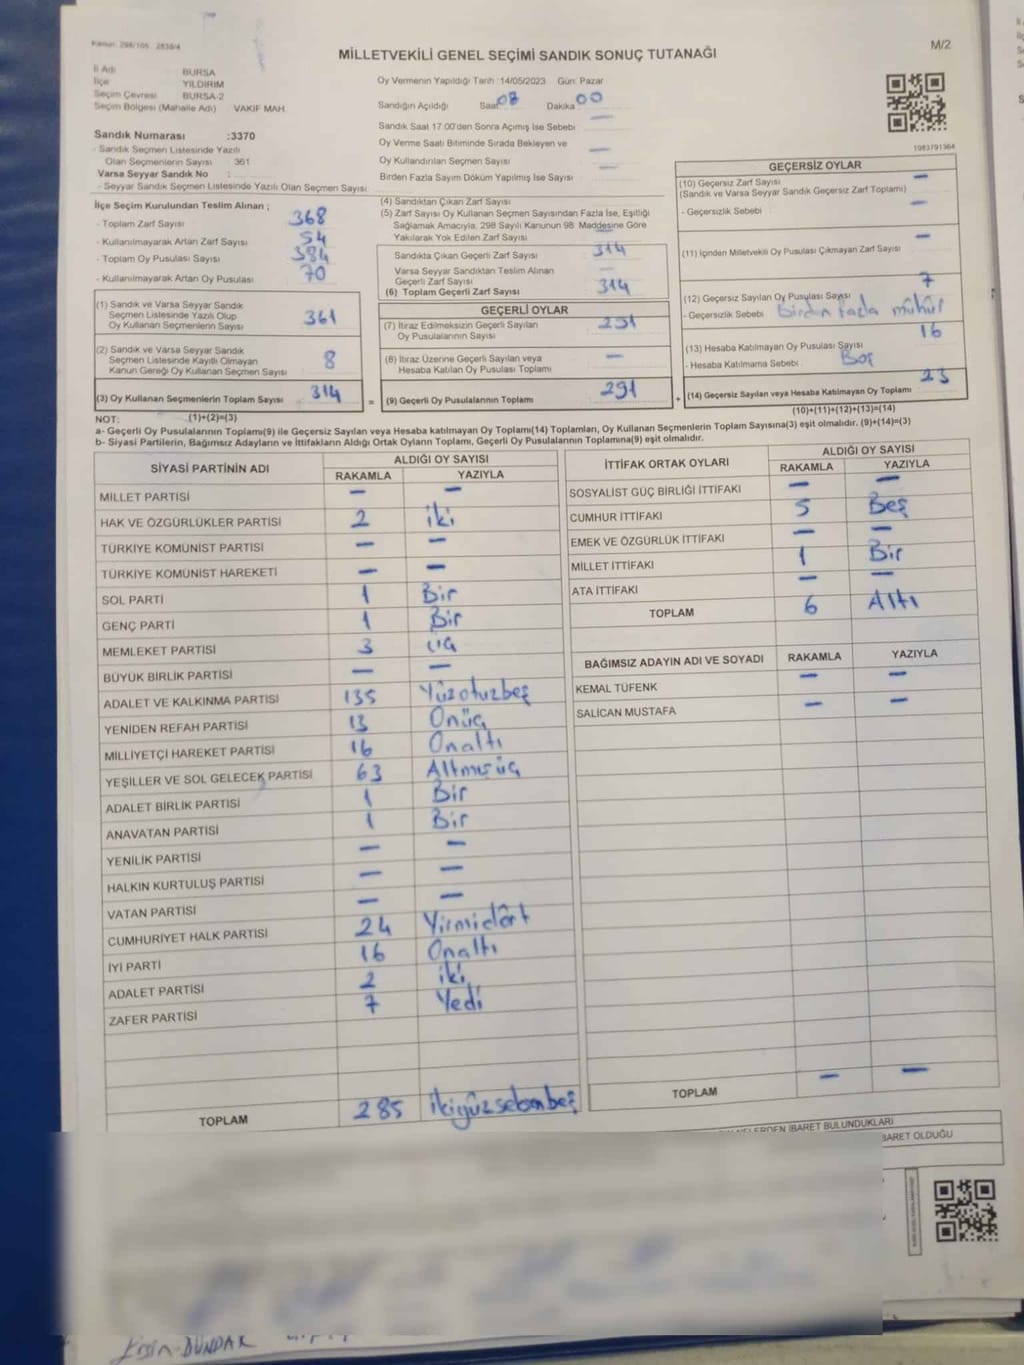 Kanun: 298/105 2839/4
M/2
MİLLETVEKİLİ GENEL SEÇİMİ SANDIK SONUÇ TUTANAĞI
İl Adı BURSA
İlçe YILDIRIM
Seçim Çevresi BURSA-2
Seçim Bölgesi (Mahalle Adı) VAKIF MAH.
Sandık Numarası :3370
- Sandık Seçmen Listesinde Yazılı
Olan Seçmenlerin Sayısı : 361
Varsa Seyyar Sandık No :
- Seyyar Sandık Seçmen Listesinde Yazılı Olan Seçmen Sayısı :
Oy Vermenin Yapıldığı Tarih :14/05/2023 Gün: Pazar
Sandığın Açıldığı Saat 08 Dakika 00
Sandık Saat 17:00'den Sonra Açmış İse Sebebi —
Oy Verme Saati Bitiminde Sırada Bekleyen ve
Oy Kullandırılan Seçmen Sayısı —
Birden Fazla Sayım Döküm Yapılmış İse Sayısı —
1083791364
İlçe Seçim Kurulundan Teslim Alınan ;
- Toplam Zarf Sayısı 368
- Kullanılmayarak Artan Zarf Sayısı 54
- Toplam Oy Pusulası Sayısı 384
- Kullanılmayarak Artan Oy Pusulası 70
(1) Sandık ve Varsa Seyyar Sandık
Seçmen Listesinde Yazılı Olup
Oy Kullanan Seçmenlerin Sayısı 361
(2) Sandık ve Varsa Seyyar Sandık
Seçmen Listesinde Kayıtlı Olmayan
Kanun Gereği Oy Kullanan Seçmen Sayısı 8
(3) Oy Kullanan Seçmenlerin Toplam Sayısı 314
(4) Sandıktan Çıkan Zarf Sayısı
(5) Zarf Sayısı Oy Kullanan Seçmen Sayısından Fazla İse, Eşitliği
Sağlamak Amacıyla, 298 Sayılı Kanunun 98. Maddesine Göre
Yakılarak Yok Edilen Zarf Sayısı —
Sandıkta Çıkan Geçerli Zarf Sayısı 314
Varsa Seyyar Sandıktan Teslim Alınan
Geçerli Zarf Sayısı —
(6) Toplam Geçerli Zarf Sayısı 314
GEÇERLİ OYLAR
(7) İtiraz Edilmeksizin Geçerli Sayılan
Oy Pusulalarının Sayısı 291
(8) İtiraz Üzerine Geçerli Sayılan veya
Hesaba Katılan Oy Pusulası Toplamı —
= (9) Geçerli Oy Pusulalarının Toplamı 291
GEÇERSİZ OYLAR
(10) Geçersiz Zarf Sayısı —
(Sandık ve Varsa Seyyar Sandık Geçersiz Zarf Toplamı)
- Geçersizlik Sebebi —
(11) İçinden Milletvekili Oy Pusulası Çıkmayan Zarf Sayısı —
(12) Geçersiz Sayılan Oy Pusulası Sayısı 7
- Geçersizlik Sebebi Birden Fazla mühür
(13) Hesaba Katılmayan Oy Pusulası Sayısı 16
- Hesaba Katılmama Sebebi Boş
+ (14) Geçersiz Sayılan veya Hesaba Katılmayan Oy Toplamı 23
NOT: (1)+(2)=(3)
(10)+(11)+(12)+(13)=(14)
a- Geçerli Oy Pusulalarının Toplamı(9) ile Geçersiz Sayılan veya Hesaba katılmayan Oy Toplamı(14) Toplamları, Oy Kullanan Seçmenlerin Toplam Sayısına(3) eşit olmalıdır. (9)+(14)=(3)
b- Siyasi Partilerin, Bağımsız Adayların ve İttifakların Aldığı Ortak Oyların Toplamı, Geçerli Oy Pusulalarının Toplamına(9) eşit olmalıdır.
SİYASİ PARTİNİN ADI ALDIĞI OY SAYISI
RAKAMLA YAZIYLA
MİLLET PARTİSİ — —
HAK VE ÖZGÜRLÜKLER PARTİSİ 2 iki
TÜRKİYE KOMÜNİST PARTİSİ — —
TÜRKİYE KOMÜNİST HAREKETİ — —
SOL PARTİ 1 Bir
GENÇ PARTİ 1 Bir
MEMLEKET PARTİSİ 3 üç
BÜYÜK BİRLİK PARTİSİ — —
ADALET VE KALKINMA PARTİSİ 135 Yüzotuzbeş
YENİDEN REFAH PARTİSİ 13 Onüç
MİLLİYETÇİ HAREKET PARTİSİ 16 Onaltı
YEŞİLLER VE SOL GELECEK PARTİSİ 63 Altmışüç
ADALET BİRLİK PARTİSİ 1 Bir
ANAVATAN PARTİSİ 1 Bir
YENİLİK PARTİSİ — —
HALKIN KURTULUŞ PARTİSİ — —
VATAN PARTİSİ — —
CUMHURİYET HALK PARTİSİ 24 Yirmidört
İYİ PARTİ 16 Onaltı
ADALET PARTİSİ 2 iki
ZAFER PARTİSİ 7 Yedi
TOPLAM 285 ikiyüzseksenbeş
İTTİFAK ORTAK OYLARI ALDIĞI OY SAYISI
RAKAMLA YAZIYLA
SOSYALİST GÜÇ BİRLİĞİ İTTİFAKI — —
CUMHUR İTTİFAKI 5 Beş
EMEK VE ÖZGÜRLÜK İTTİFAKI — —
MİLLET İTTİFAKI 1 Bir
ATA İTTİFAKI — —
TOPLAM 6 Altı
BAĞIMSIZ ADAYIN ADI VE SOYADI RAKAMLA YAZIYLA
KEMAL TÜFENK — —
SALİCAN MUSTAFA — —
TOPLAM — —
İBARET BULUNDUKLARI
İBARET OLDUĞU
DÜNDAR